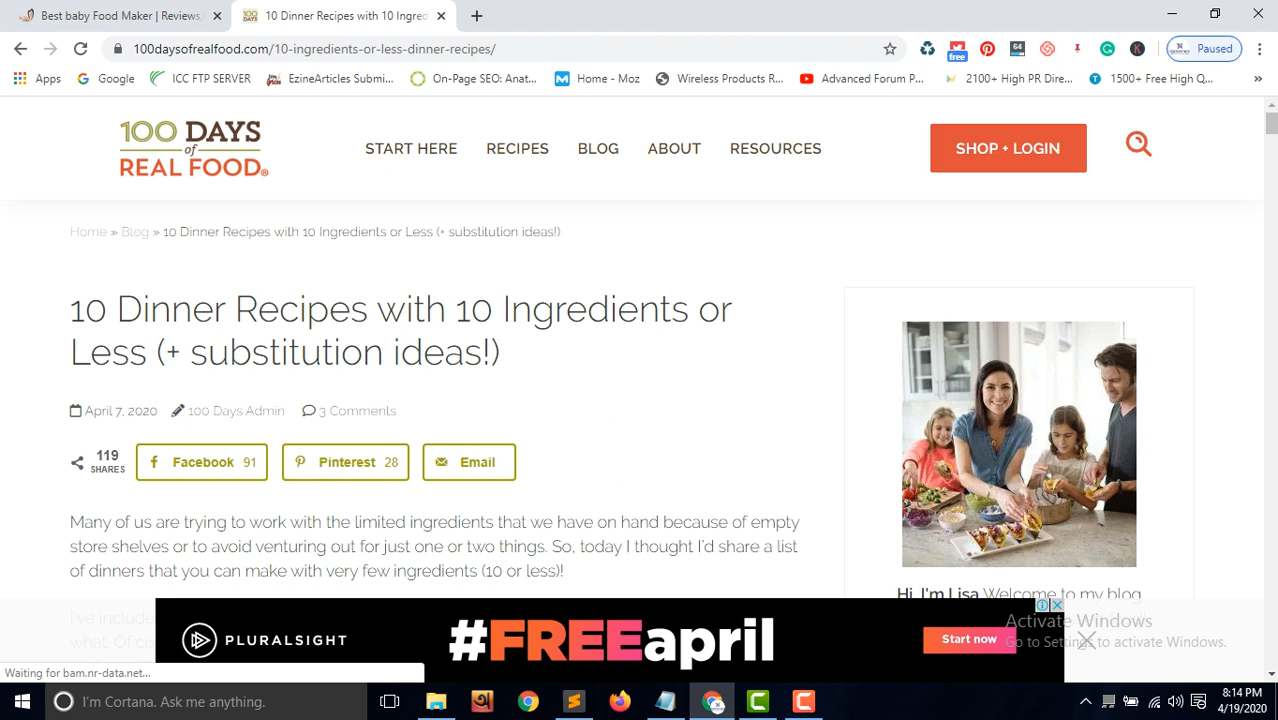 Best baby Food Maker | Reviews,
10 Dinner Recipes with 10 Ingred
100daysofrealfood.com/10-ingredients-or-less-dinner-recipes/
64
free
K
Paused
Apps
Google
ICC FTP SERVER
EzineArticles Submi...
On-Page SEO: Anat...
Home - Moz
Wireless Products R...
Advanced Forum P...
2100+ High PR Dire...
1500+ Free High Q...
»
100 DAYS
of
REAL FOOD®
START HERE
RECIPES
BLOG
ABOUT
RESOURCES
SHOP + LOGIN
Home » Blog » 10 Dinner Recipes with 10 Ingredients or Less (+ substitution ideas!)
10 Dinner Recipes with 10 Ingredients or
Less (+ substitution ideas!)
April 7, 2020 100 Days Admin 3 Comments
119
SHARES
Facebook 91
Pinterest 28
Email
Many of us are trying to work with the limited ingredients that we have on hand because of empty
store shelves or to avoid venturing out for just one or two things. So, today I thought I'd share a list
of dinners that you can make with very few ingredients (10 or less)!
Hi, I'm Lisa Welcome to my blog
I've include
what. Of co
PLURALSIGHT
#FREEapril
Start now
Activate Windows
Go to Settings to activate Windows.
Waiting for bam.nr-data.net...
I'm Cortana. Ask me anything.
8:14 PM
4/19/2020